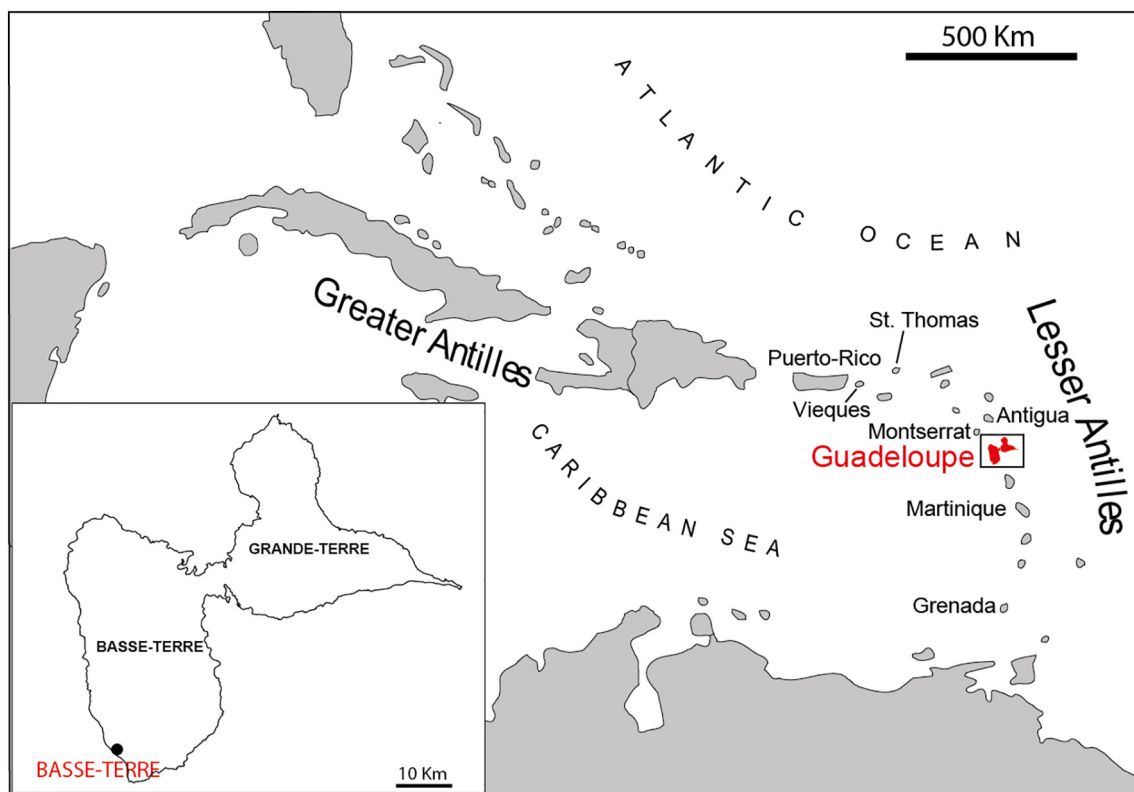 500 Km
ATLANTIC OCEAN
Greater Antilles
Lesser Antilles
St. Thomas
Puerto-Rico
Vieques
Antigua
Montserrat
Guadeloupe
CARIBBEAN SEA
Martinique
Grenada
GRANDE-TERRE
BASSE-TERRE
BASSE-TERRE
10 Km